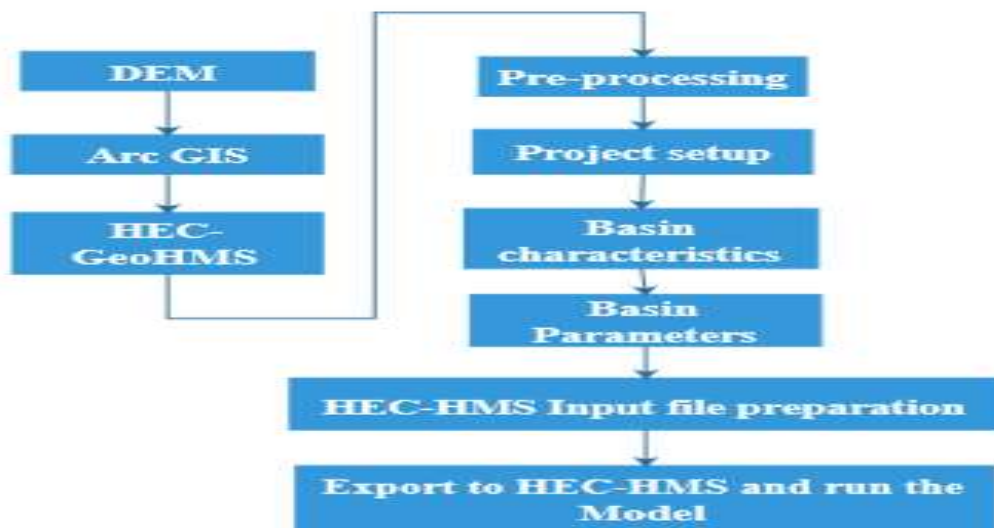 DEM
Arc GIS
HEC-
GeoHMS
Pre-processing
Project setup
Basin
characteristics
Basin
Parameters
HEC-HMS Input file preparation
Export to HEC-HMS and run the
Model